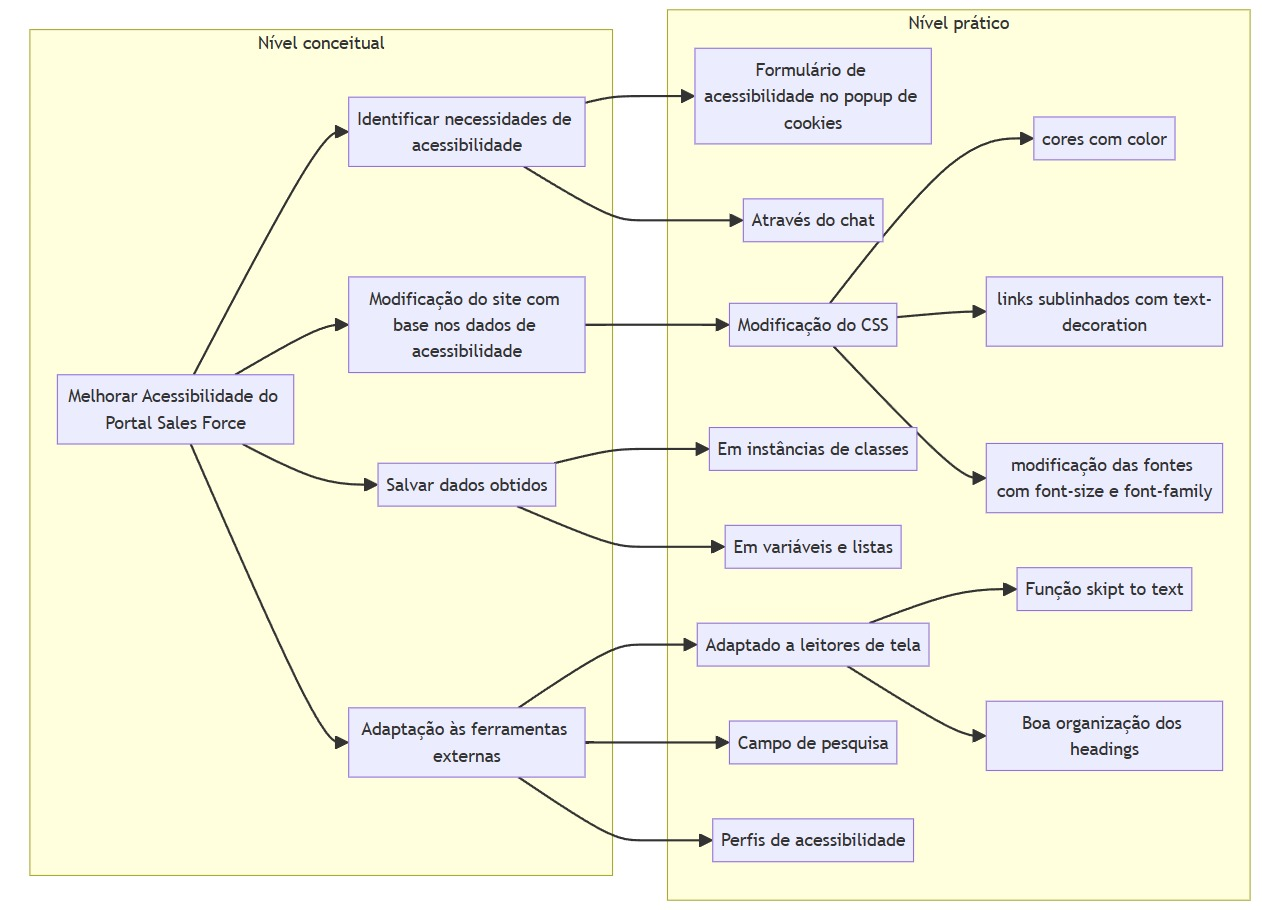 Nível conceitual
Melhorar Acessibilidade do
Portal Sales Force
Identificar necessidades de
acessibilidade
Modificação do site com
base nos dados de
acessibilidade
Salvar dados obtidos
Adaptação às ferramentas
externas
Nível prático
Formulário de
acessibilidade no popup de
cookies
Através do chat
Modificação do CSS
cores com color
links sublinhados com text-
decoration
modificação das fontes
com font-size e font-family
Em instâncias de classes
Em variáveis e listas
Adaptado a leitores de tela
Função skipt to text
Boa organização dos
headings
Campo de pesquisa
Perfis de acessibilidade